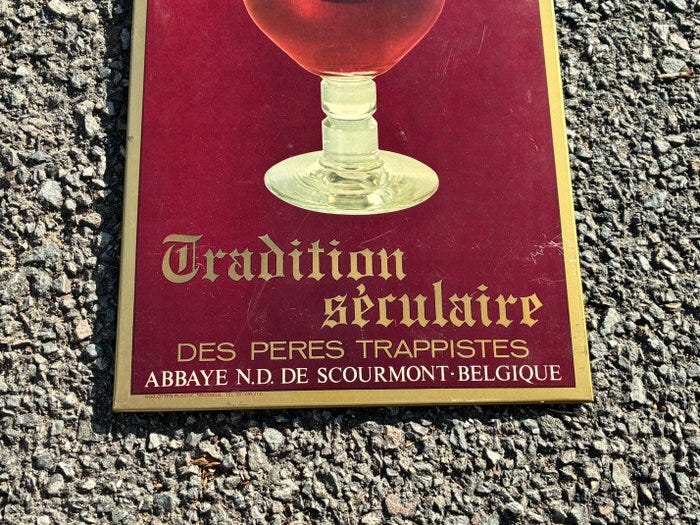 Tradition
séculaire
DES PERES TRAPPISTES
ABBAYE N.D. DE SCOURMONT·BELGIQUE